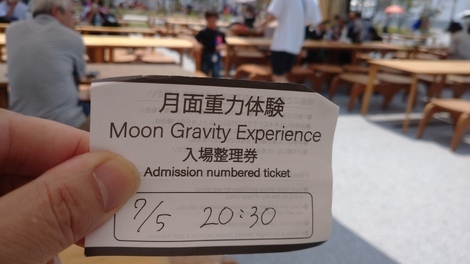 月面重力体験
Moon Gravity Experience
入場整理券
Admission numbered ticket
7/5 20:30